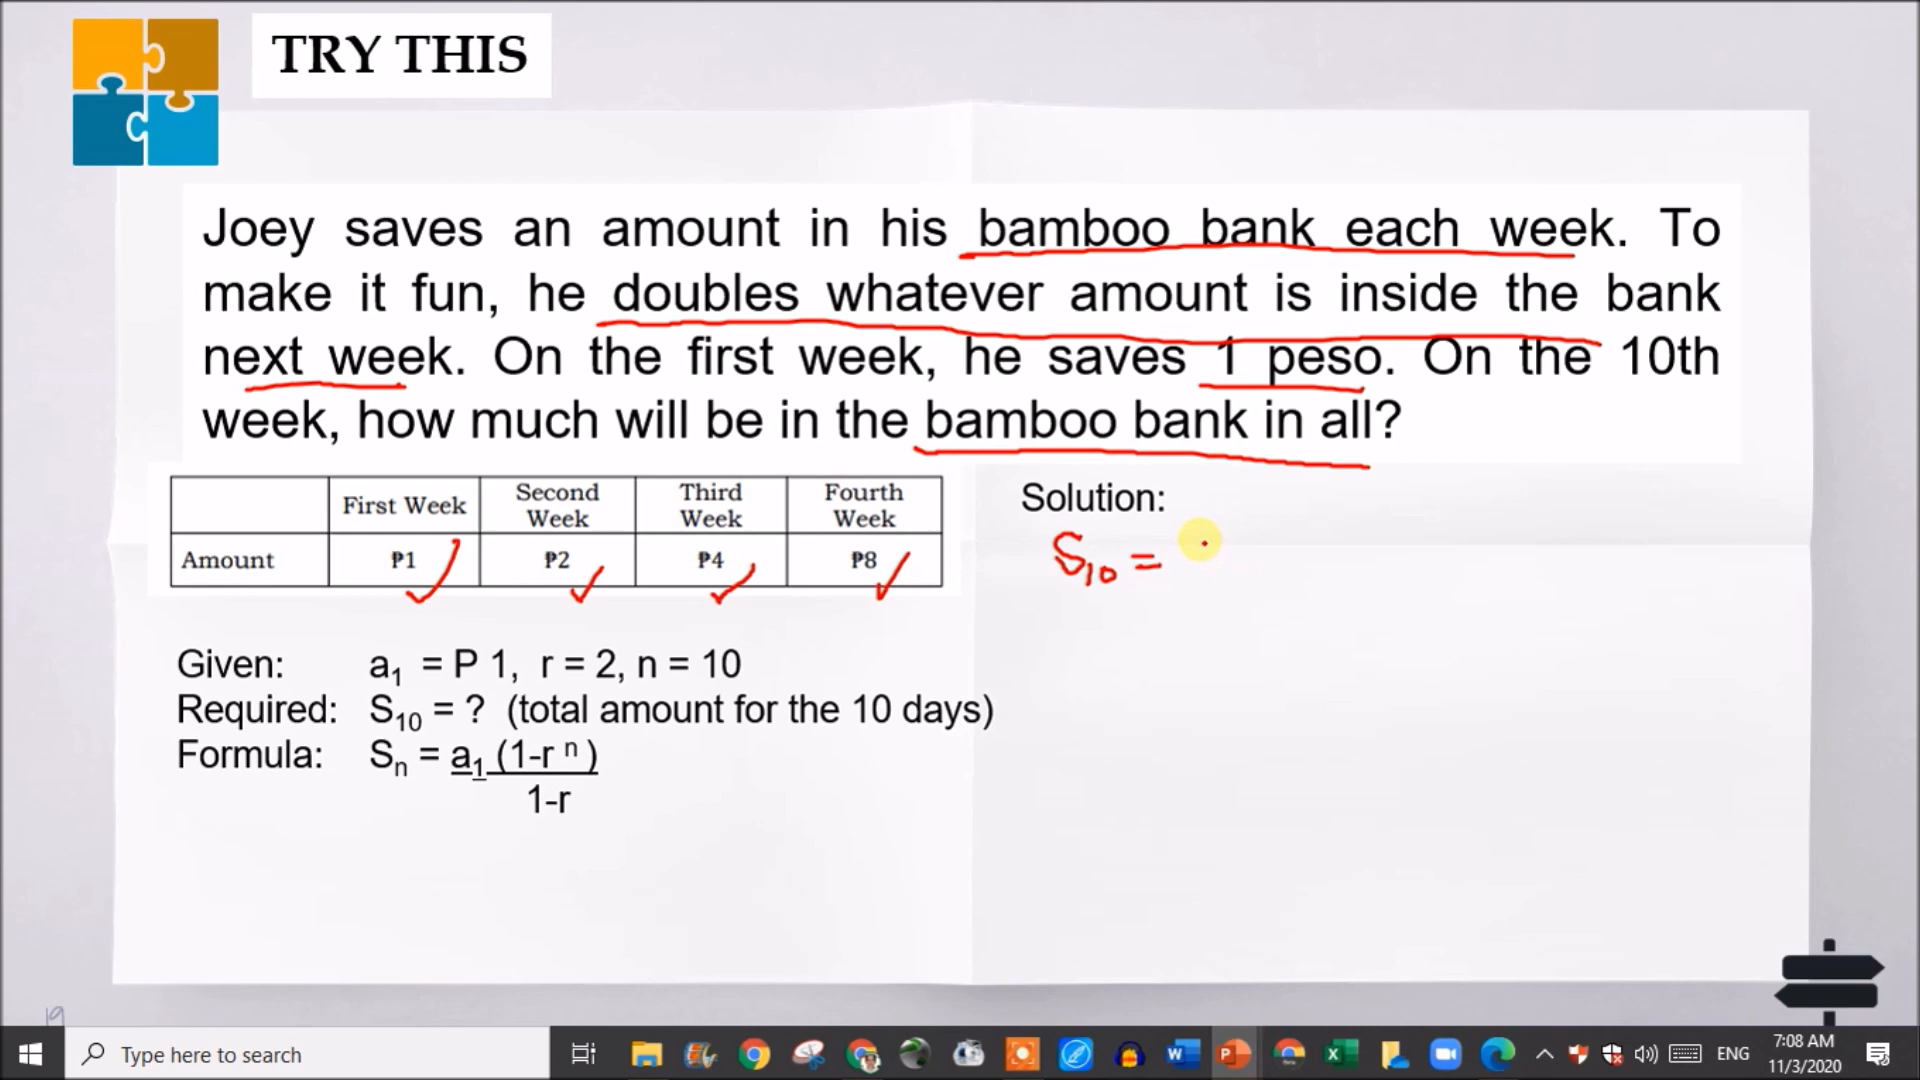 TRY THIS
Joey saves an amount in his bamboo bank each week. To
make it fun, he doubles whatever amount is inside the bank
next week. On the first week, he saves 1 peso. On the 10th
week, how much will be in the bamboo bank in all?
First Week Second Week Third Week Fourth Week
Amount ₱1 ₱2 ₱4 ₱8
Solution:
S10 =
Given: a1 = P 1, r = 2, n = 10
Required: S10 = ? (total amount for the 10 days)
Formula: Sn = a1 (1-r n )
1-r
19
Type here to search
ENG
7:08 AM
11/3/2020